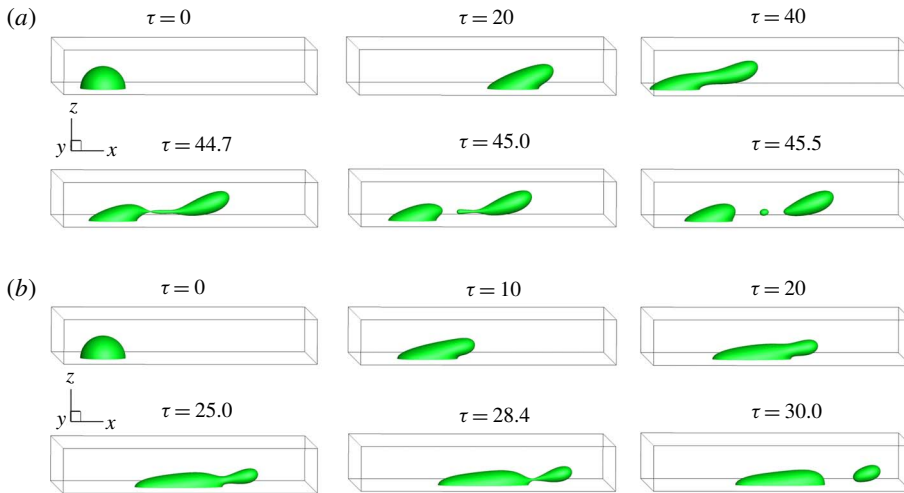 (a) τ = 0 τ = 20 τ = 40
z
y x τ = 44.7 τ = 45.0 τ = 45.5
(b) τ = 0 τ = 10 τ = 20
z
y x τ = 25.0 τ = 28.4 τ = 30.0